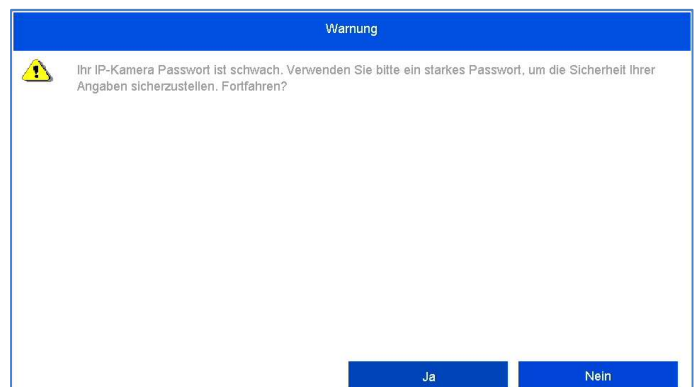 Warnung
Ihr IP-Kamera Passwort ist schwach. Verwenden Sie bitte ein starkes Passwort, um die Sicherheit Ihrer
Angaben sicherzustellen. Fortfahren?
Ja
Nein